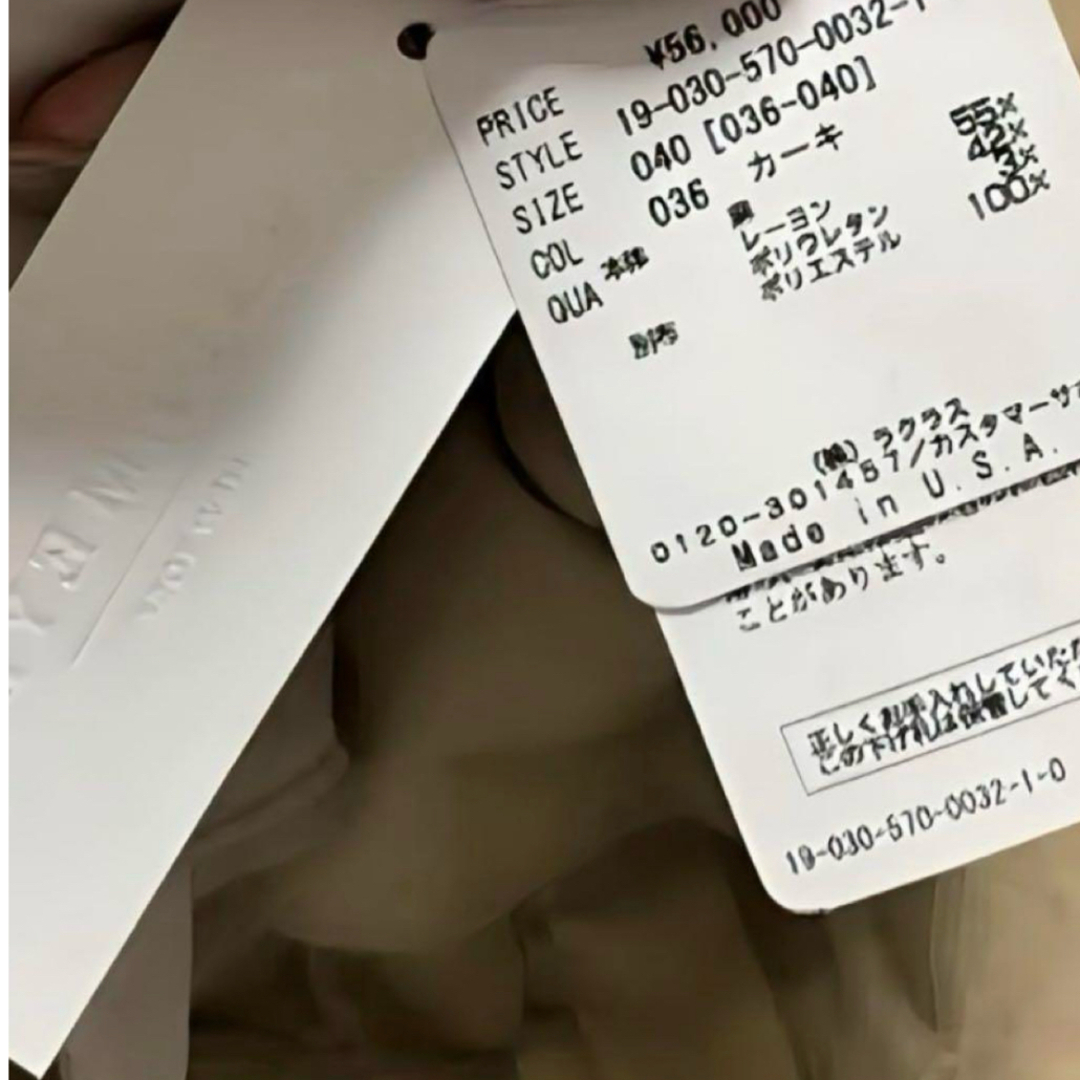 PRICE ¥56,000
STYLE 19-030-570-0032-1
SIZE 040 [036-040]
COL 036 カーキ
QUA 本体 55%
レーヨン 42%
ポリウレタン 3%
ポリエステル 100%
別布
(株) ラクラス
0120-301457/カスタマーサ
Made in U.S.A.
ことがあります。
正しくお手入れしていただ
この下げ札は保管してく
19-030-570-0032-1-0